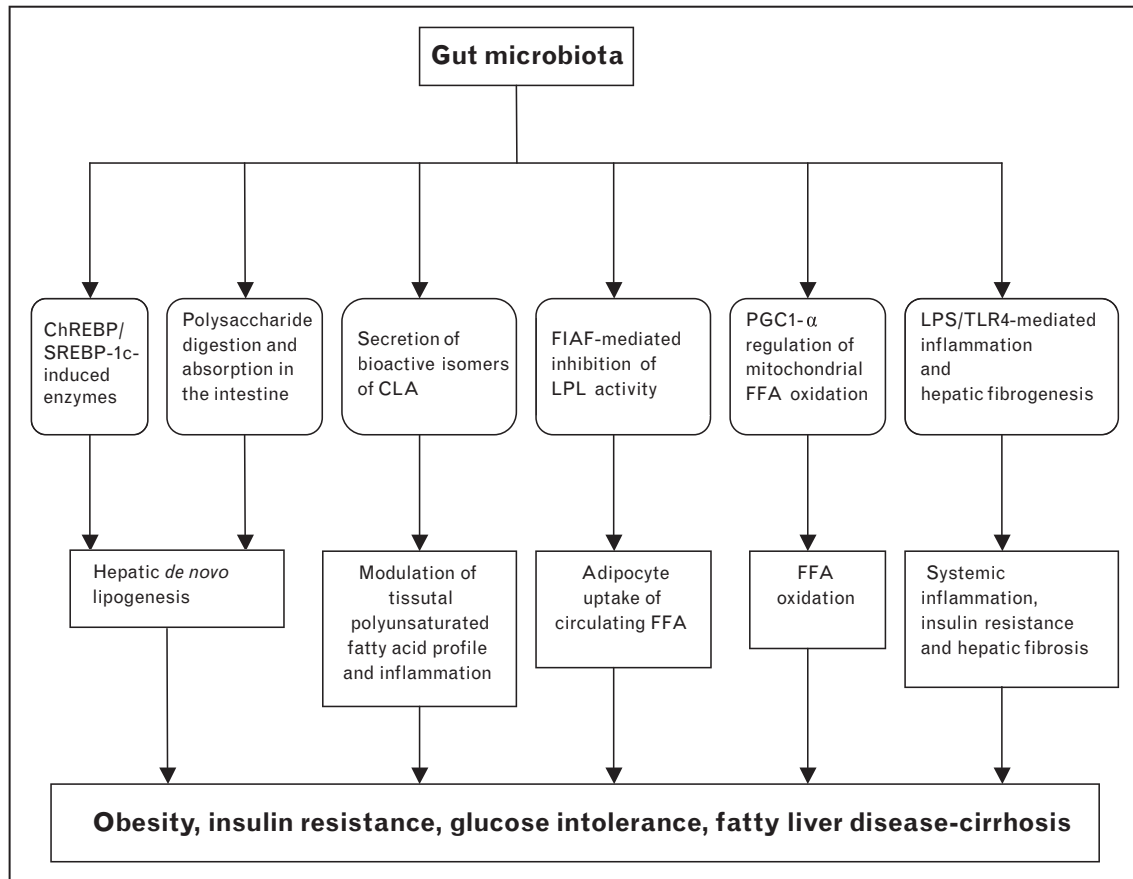 Gut microbiota
ChREBP/
SREBP-1c-
induced
enzymes
Polysaccharide
digestion and
absorption in
the intestine
Secretion of
bioactive isomers
of CLA
FIAF-mediated
inhibition of
LPL activity
PGC1-α
regulation of
mitochondrial
FFA oxidation
LPS/TLR4-mediated
inflammation
and
hepatic fibrogenesis
Hepatic de novo
lipogenesis
Modulation of
tissutal
polyunsaturated
fatty acid profile
and inflammation
Adipocyte
uptake of
circulating FFA
FFA
oxidation
Systemic
inflammation,
insulin resistance
and hepatic fibrosis
Obesity, insulin resistance, glucose intolerance, fatty liver disease-cirrhosis